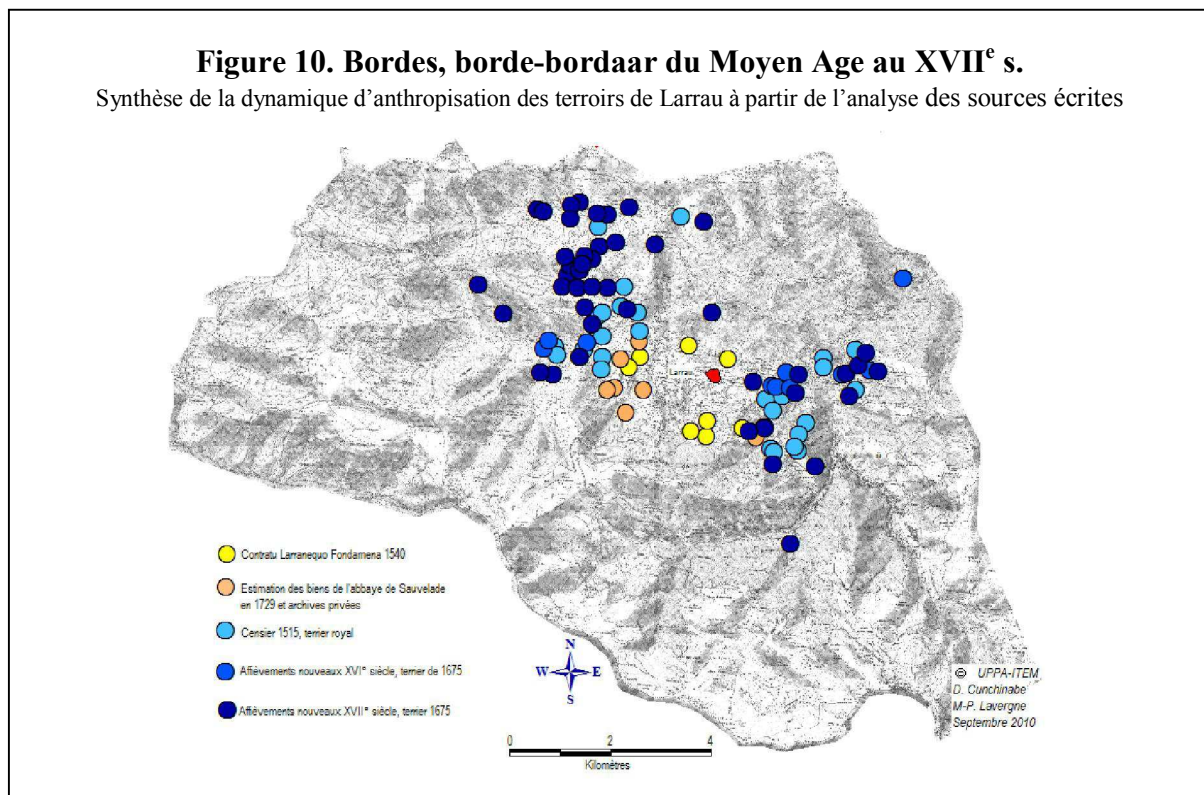 Figure 10. Bordes, borde-bordaar du Moyen Age au XVIIe s.
Synthèse de la dynamique d’anthropisation des terroirs de Larrau à partir de l’analyse des sources écrites
Larrau
Contratu Larranequo Fondamena 1540
Estimation des biens de l'abbaye de Sauvelade
en 1729 et archives privées
Censier 1515, terrier royal
Affièvements nouveaux XVI° siècle, terrier de 1675
Affièvements nouveaux XVII° siècle, terrier 1675
N
W E
S
0 2 4
Kilomètres
© UPPA-ITEM
D. Cunchinabe
M-P. Lavergne
Septembre 2010